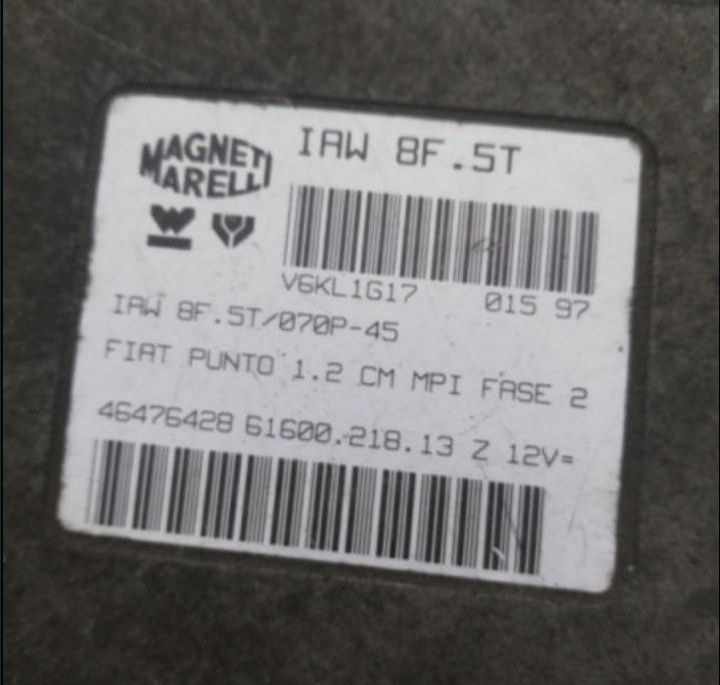 MAGNETI
MARELLI
IAW 8F.5T
V6KL1G17 015 97
IAW 8F.5T/070P-45
FIAT PUNTO 1.2 CM MPI FASE 2
46476428 61600.218.13 Z 12V=